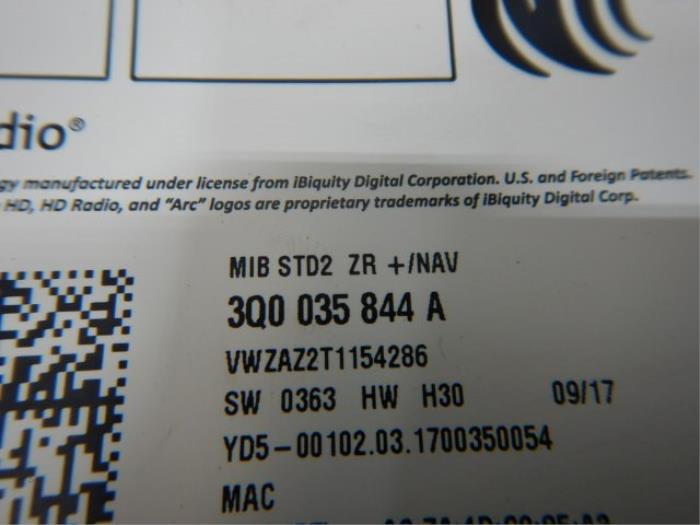 dio®
manufactured under license from iBiquity Digital Corporation. U.S. and Foreign Patents.
HD, HD Radio, and "Arc" logos are proprietary trademarks of iBiquity Digital Corp.
MIB STD2 ZR +/NAV
3Q0 035 844 A
VWZAZ2T1154286
SW 0363 HW H30 09/17
YD5-00102.03.1700350054
MAC